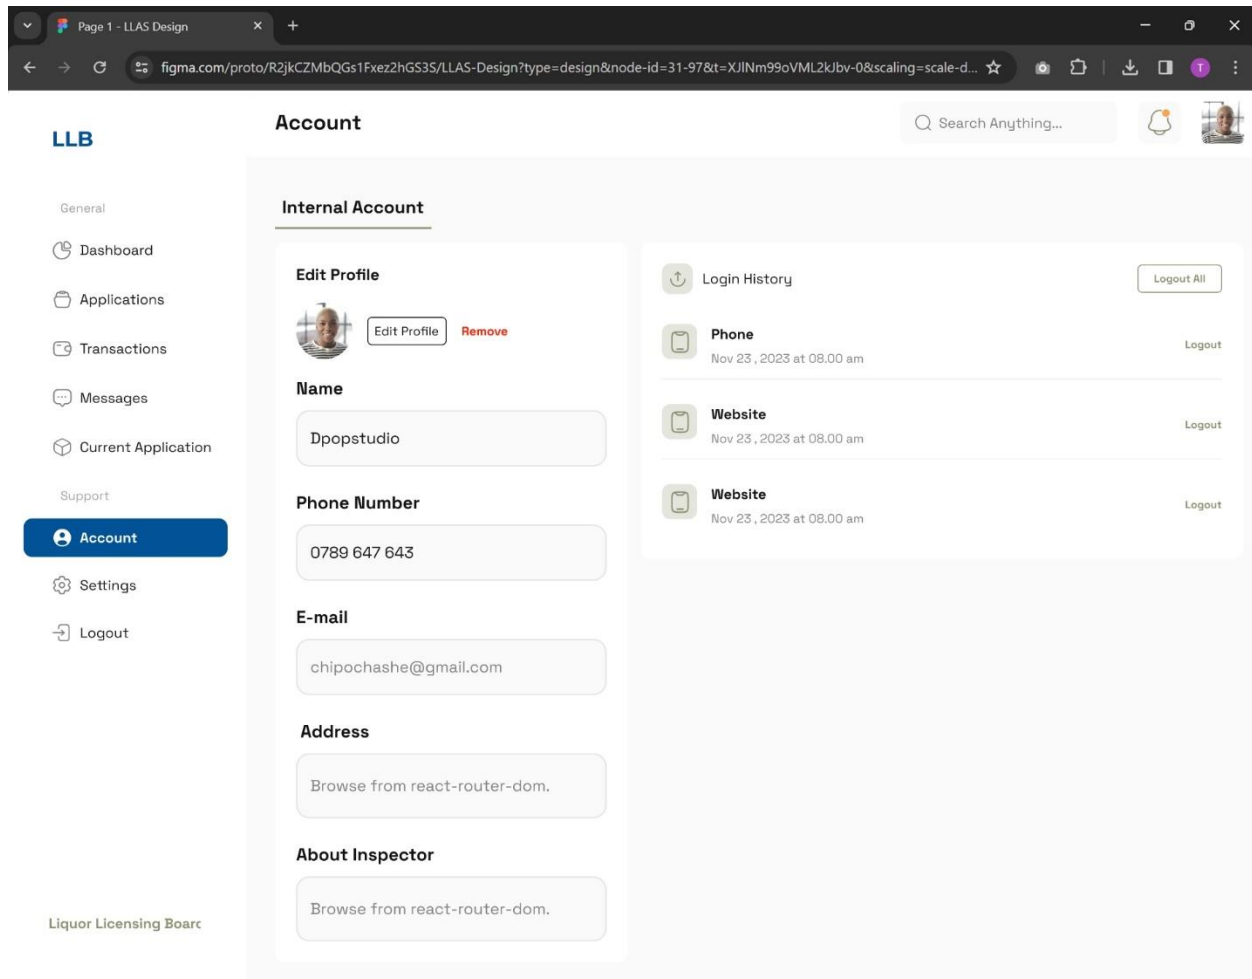 Page 1 - LLAS Design
figma.com/proto/R2jkCZMbQGs1Fxez2hGS3S/LLAS-Design?type=design&node-id=31-97&t=XJlNm99oVML2kJbv-0&scaling=scale-d...
T
LLB
Account
Search Anything...
General
Dashboard
Applications
Transactions
Messages
Current Application
Support
Account
Settings
Logout
Liquor Licensing Boarc
Internal Account
Edit Profile
Edit Profile
Remove
Name
Dpopstudio
Phone Number
0789 647 643
E-mail
chipochashe@gmail.com
Address
Browse from react-router-dom.
About Inspector
Browse from react-router-dom.
Login History
Logout All
Phone
Nov 23 , 2023 at 08.00 am
Logout
Website
Nov 23 , 2023 at 08.00 am
Logout
Website
Nov 23 , 2023 at 08.00 am
Logout